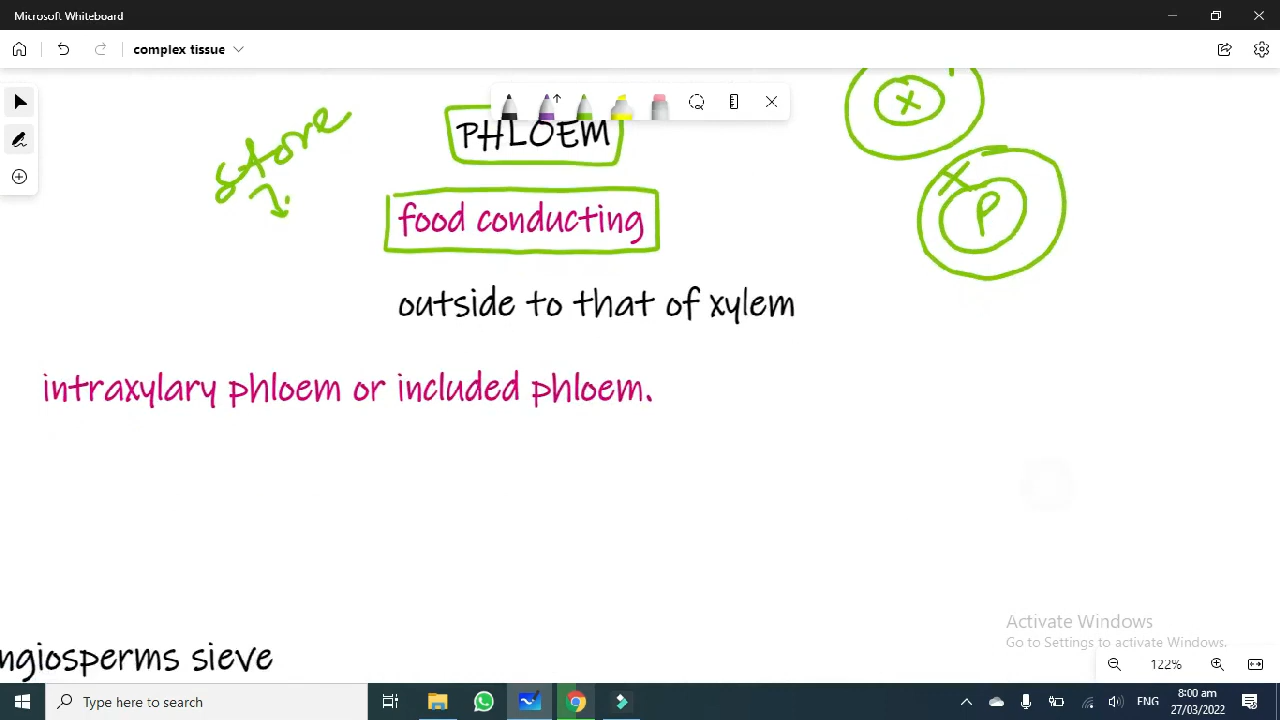 Microsoft Whiteboard
complex tissue
store
PHLOEM
X
X
P
food conducting
outside to that of xylem
intraxylary phloem or included phloem.
Activate Windows
Go to Settings to activate Windows.
ngiosperms sieve
122%
Type here to search
ENG
8:00 am
27/03/2022